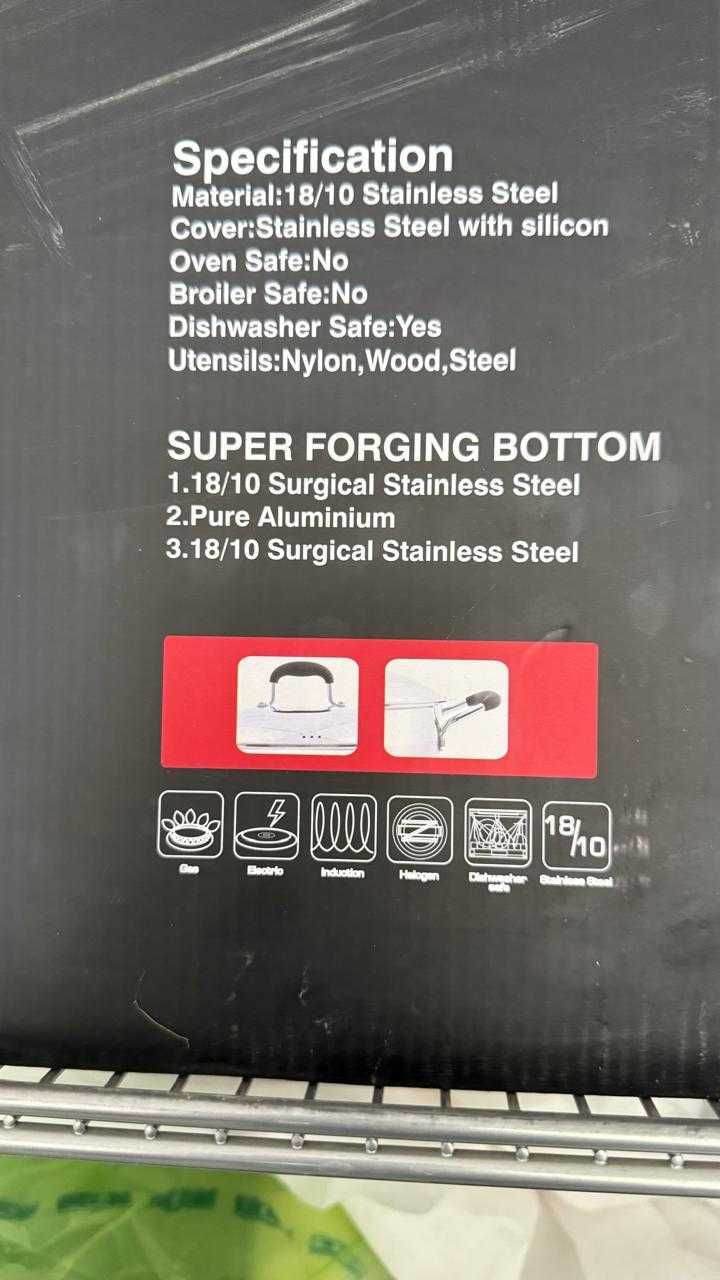 Specification
Material:18/10 Stainless Steel
Cover:Stainless Steel with silicon
Oven Safe:No
Broiler Safe:No
Dishwasher Safe:Yes
Utensils:Nylon,Wood,Steel
SUPER FORGING BOTTOM
1.18/10 Surgical Stainless Steel
2.Pure Aluminium
3.18/10 Surgical Stainless Steel
18/10
Gas Electric Induction Halogen Dishwasher Stainless Steel
safe